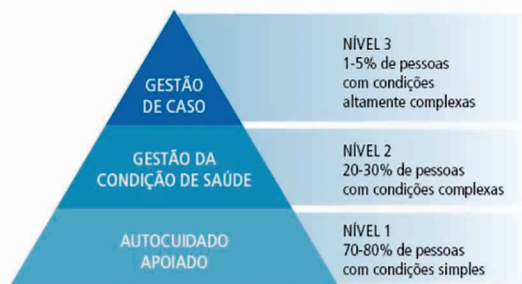 GESTÃO
DE CASO
NÍVEL 3
1-5% de pessoas
com condições
altamente complexas
GESTÃO DA
CONDIÇÃO DE SAÚDE
NÍVEL 2
20-30% de pessoas
com condições complexas
AUTOCUIDADO
APOIADO
NÍVEL 1
70-80% de pessoas
com condições simples